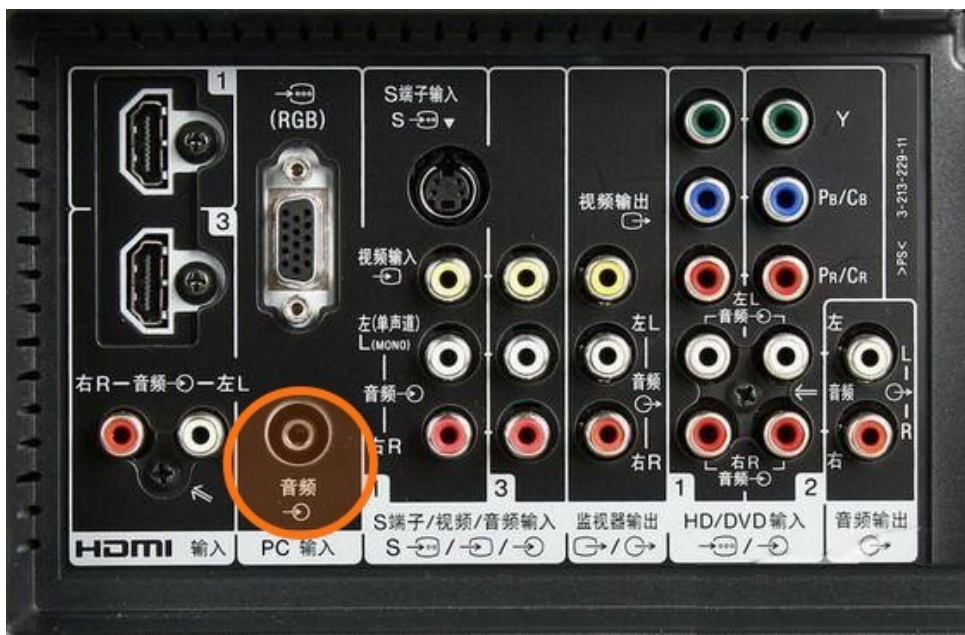 1
3
右R 音频 左L
HDMI 输入
(RGB)
音频
PC 输入
S端子输入
S
视频输入
左(单声道)
L(MONO)
音频
右R
1
3
S端子/视频/音频输入
S / /
视频输出
左L
音频
右R
监视器输出
/
Y
PB/CB
PR/CR
左L
音频
右R
音频
1
2
HD/DVD 输入
/
>PS< 3-213-229-11
左
L
音频
R
右
音频输出